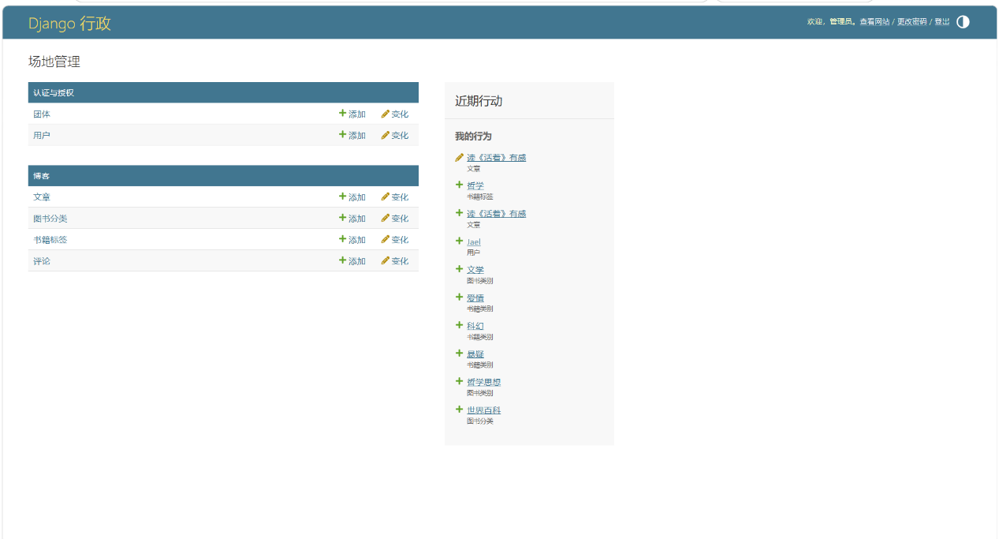 Django 行政
欢迎，管理员。查看网站 / 更改密码 / 登出
场地管理
认证与授权
团体 添加 变化
用户 添加 变化
博客
文章 添加 变化
图书分类 添加 变化
书籍标签 添加 变化
评论 添加 变化
近期行动
我的行为
读《活着》有感
文章
哲学
书籍标签
读《活着》有感
文章
Jael
用户
文学
图书类别
爱情
书籍类别
科幻
书籍类别
悬疑
书籍类别
哲学思想
图书类别
世界百科
图书分类